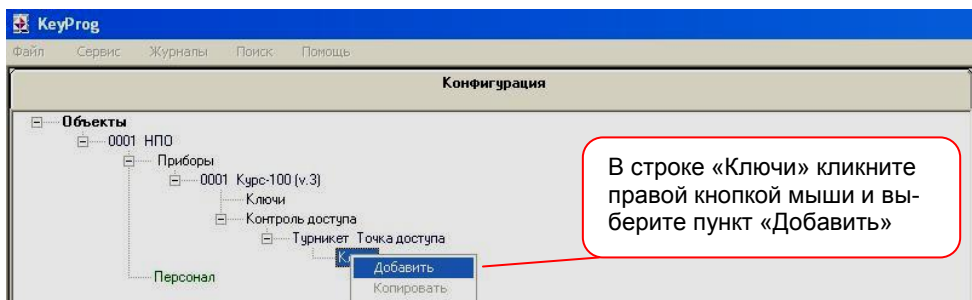 KeyProg
Файл Сервис Журналы Поиск Помощь
Конфигурация
Объекты
0001 НПО
Приборы
0001 Курс-100 (v.3)
Ключи
Контроль доступа
Турникет Точка доступа
Добавить
Копировать
Персонал
В строке «Ключи» кликните
правой кнопкой мыши и вы-
берите пункт «Добавить»